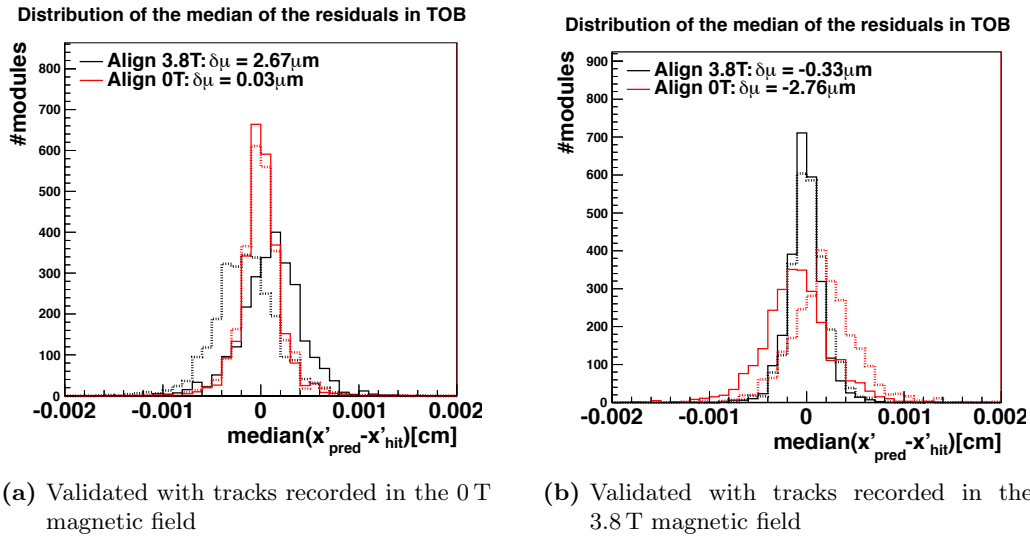 Distribution of the median of the residuals in TOB
#modules
800
700
600
500
400
300
200
100
0
Align 3.8T: δμ = 2.67μm
Align 0T: δμ = 0.03μm
-0.002 -0.001 0 0.001 0.002
median(x'pred-x'hit)[cm]
(a) Validated with tracks recorded in the 0 T
magnetic field
Distribution of the median of the residuals in TOB
#modules
900
800
700
600
500
400
300
200
100
0
Align 3.8T: δμ = -0.33μm
Align 0T: δμ = -2.76μm
-0.002 -0.001 0 0.001 0.002
median(x'pred-x'hit)[cm]
(b) Validated with tracks recorded in the
3.8 T magnetic field